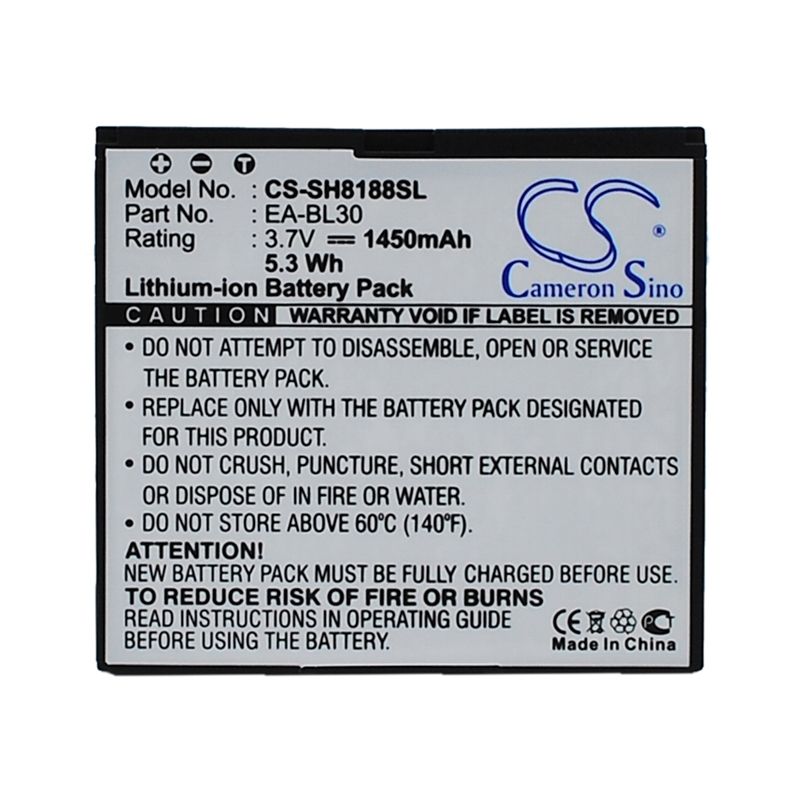 + - T
Model No. : CS-SH8188SL
Part No. : EA-BL30
Rating : 3.7V ⎓ 1450mAh
5.3 Wh
Lithium-ion Battery Pack
CS ®
Cameron Sino
CAUTION WARRANTY VOID IF LABEL IS REMOVED
• DO NOT ATTEMPT TO DISASSEMBLE, OPEN OR SERVICE
THE BATTERY PACK.
• REPLACE ONLY WITH THE BATTERY PACK DESIGNATED
FOR THIS PRODUCT.
• DO NOT CRUSH, PUNCTURE, SHORT EXTERNAL CONTACTS
OR DISPOSE OF IN FIRE OR WATER.
• DO NOT STORE ABOVE 60°C (140°F).
ATTENTION!
NEW BATTERY PACK MUST BE FULLY CHARGED BEFORE USE
TO REDUCE RISK OF FIRE OR BURNS
READ INSTRUCTIONS IN OPERATING GUIDE
BEFORE USING THE BATTERY PACK.
CE PCT
Made in China